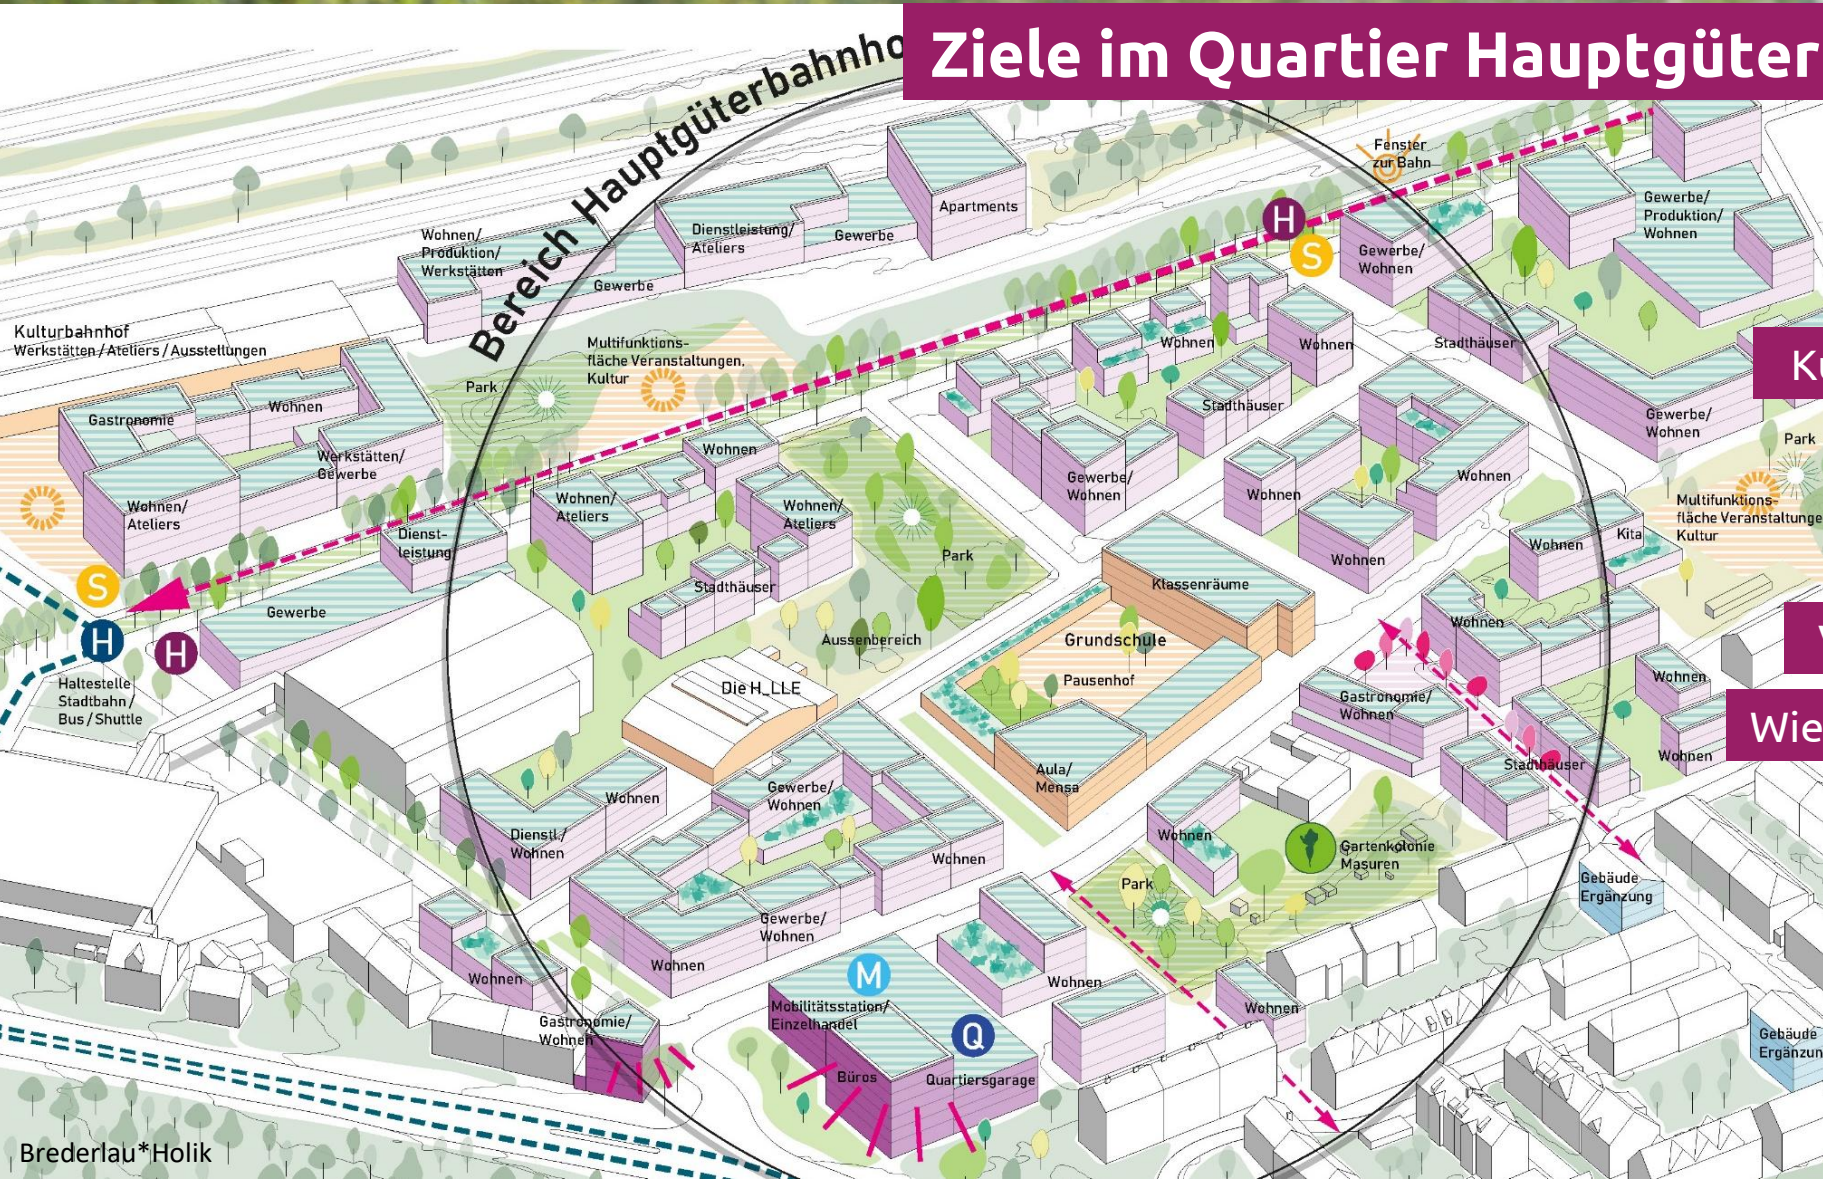 Ziele im Quartier Hauptgüter
Bereich Hauptgüterbahnho
Fenster
zur Bahn
Apartments
Gewerbe/
Produktion/
Wohnen
Wohnen/
Produktion/
Werkstätten
Dienstleistung/
Ateliers
Gewerbe
H
S
Gewerbe/
Wohnen
Gewerbe
Kulturbahnhof
Werkstätten/Ateliers/Ausstellungen
Multifunktions-
fläche Veranstaltungen,
Kultur
Wohnen
Wohnen
Stadthäuser
Park
Gastronomie
Wohnen
Stadthäuser
Gewerbe/
Wohnen
Park
Werkstätten/
Gewerbe
Wohnen
Gewerbe/
Wohnen
Wohnen
Wohnen
Wohnen/
Ateliers
Wohnen/
Ateliers
Wohnen/
Ateliers
Multifunktions-
fläche Veranstaltunge
Kultur
Dienst-
leistung
Park
Wohnen
Wohnen
Kita
S
Stadthäuser
Klassenräume
Gewerbe
H
H
Aussenbereich
Grundschule
Wohnen
Haltestelle
Stadtbahn/
Bus/Shuttle
Die H_LLE
Pausenhof
Gastronomie/
Wohnen
Wohnen
Wie
Wohnen
Stadthäuser
Aula/
Mensa
Gewerbe/
Wohnen
Wohnen
Dienstl./
Wohnen
Wohnen
Wohnen
Gartenkolonie
Masuren
Park
Gebäude
Ergänzung
Gewerbe/
Wohnen
Wohnen
Wohnen
M
Wohnen
Wohnen
Mobilitätsstation/
Einzelhandel
Gastronomie/
Wohnen
Q
Büros
Quartiersgarage
Gebäude
Ergänzun
Brederlau*Holik